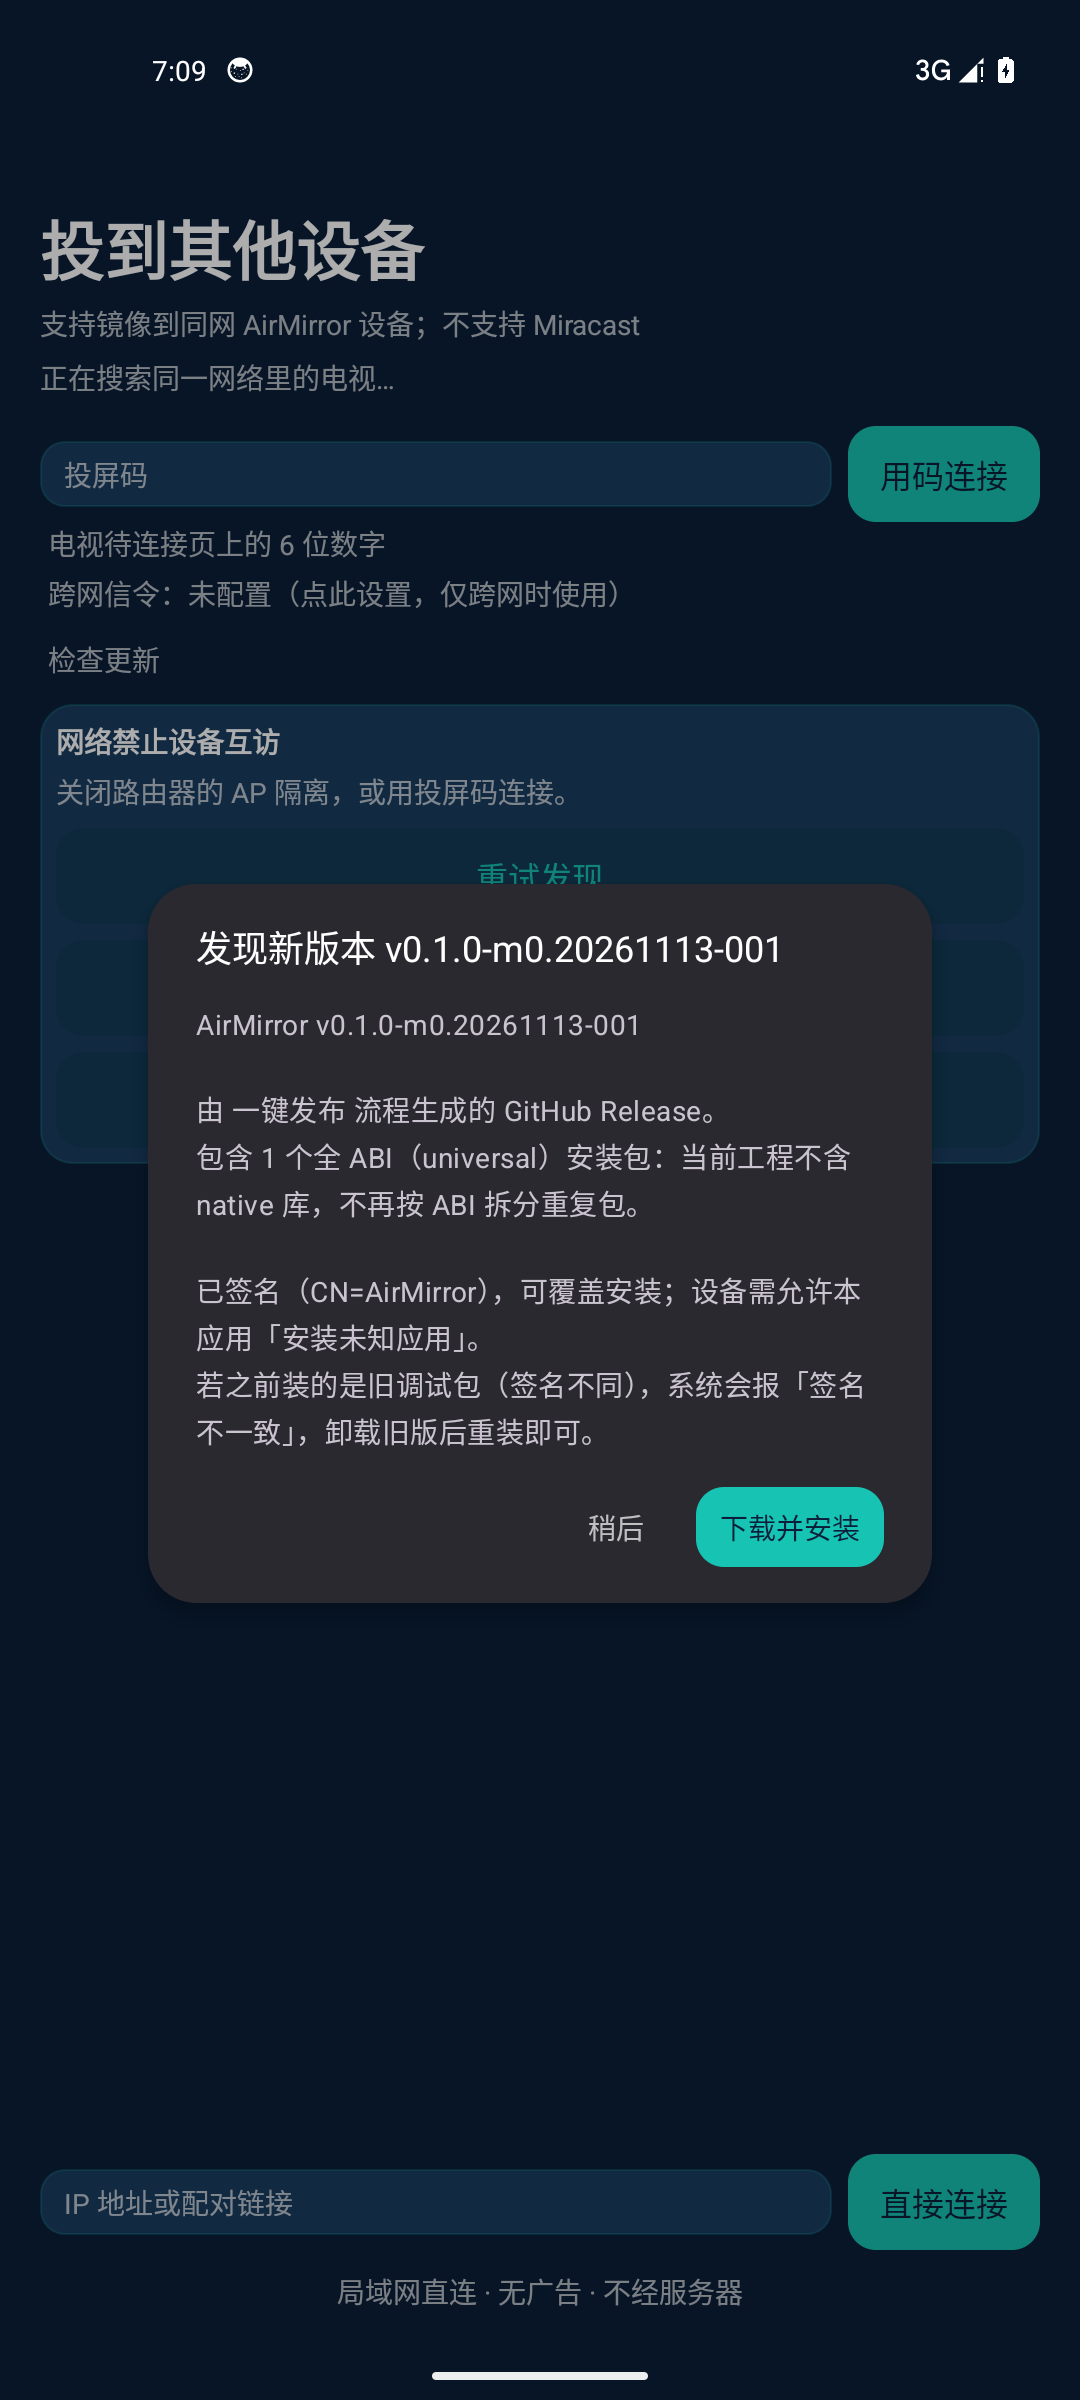 7:09
3G
投到其他设备
支持镜像到同网 AirMirror 设备；不支持 Miracast
正在搜索同一网络里的电视...
投屏码
用码连接
电视待连接页上的 6 位数字
跨网信令：未配置（点此设置，仅跨网时使用）
检查更新
网络禁止设备互访
关闭路由器的 AP 隔离，或用投屏码连接。
重试发现
发现新版本 v0.1.0-m0.20261113-001
AirMirror v0.1.0-m0.20261113-001
由 一键发布 流程生成的 GitHub Release。
包含 1 个全 ABI（universal）安装包：当前工程不含
native 库，不再按 ABI 拆分重复包。
已签名（CN=AirMirror），可覆盖安装；设备需允许本
应用「安装未知应用」。
若之前装的是旧调试包（签名不同），系统会报「签名
不一致」，卸载旧版后重装即可。
稍后
下载并安装
IP 地址或配对链接
直接连接
局域网直连 · 无广告 · 不经服务器